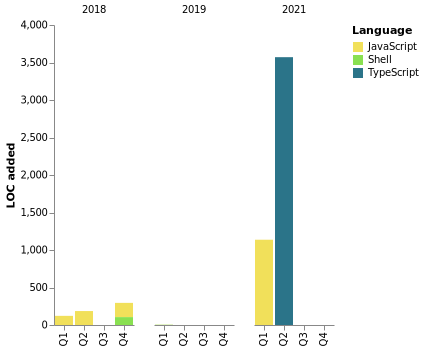 2018 2019 2021
Language
JavaScript
Shell
TypeScript
LOC added
4,000
3,500
3,000
2,500
2,000
1,500
1,000
500
0
Q1 Q2 Q3 Q4 Q1 Q2 Q3 Q4 Q1 Q2 Q3 Q4